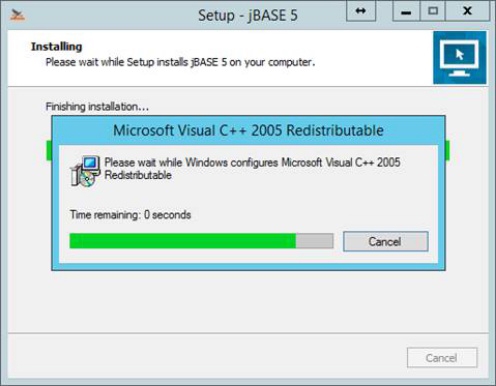 Setup - jBASE 5
Installing
Please wait while Setup installs jBASE 5 on your computer.
Finishing installation...
Microsoft Visual C++ 2005 Redistributable
Please wait while Windows configures Microsoft Visual C++ 2005
Redistributable
Time remaining: 0 seconds
Cancel
Cancel